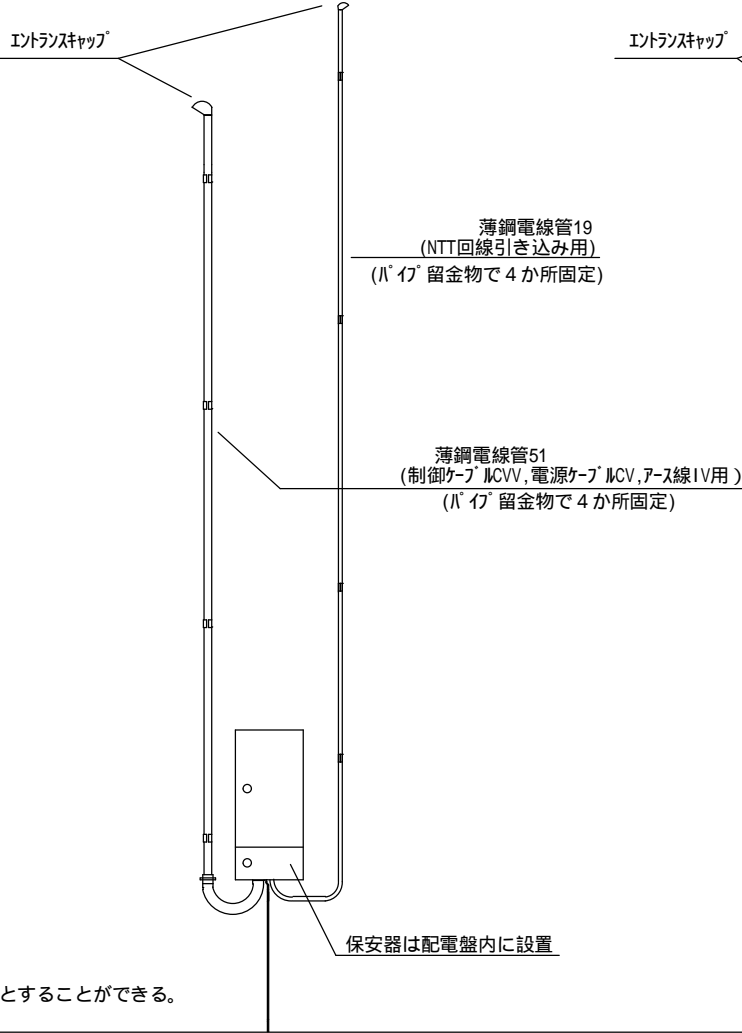 エントランスキャップ
エントランスキャップ
薄鋼電線管19
(NTT回線引き込み用)
(パイプ留金物で4か所固定)
薄鋼電線管51
(制御ケーブルCVV,電源ケーブルCV,アース線IV用)
(パイプ留金物で4か所固定)
保安器は配電盤内に設置
とすることができる。